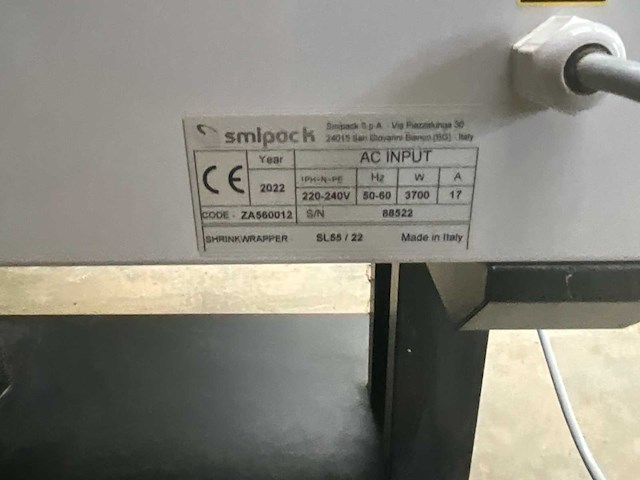 smipack Smipack S.p.A. - Via Piazzalunga 30
24015 San Giovanni Bianco (BG) - Italy
CE Year AC INPUT
2022 1PH+N+PE Hz W A
220-240V 50-60 3700 17
CODE - ZA560012 S/N 88522
SHRINKWRAPPER SL55 / 22 Made in Italy